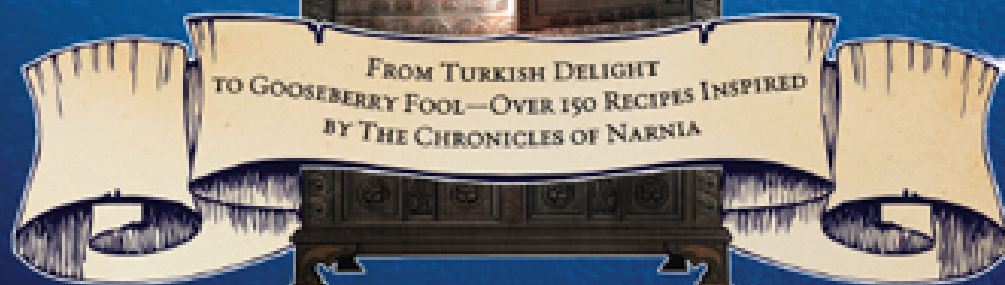 From Turkish Delight
to Gooseberry Fool—Over 150 Recipes Inspired
by The Chronicles of Narnia